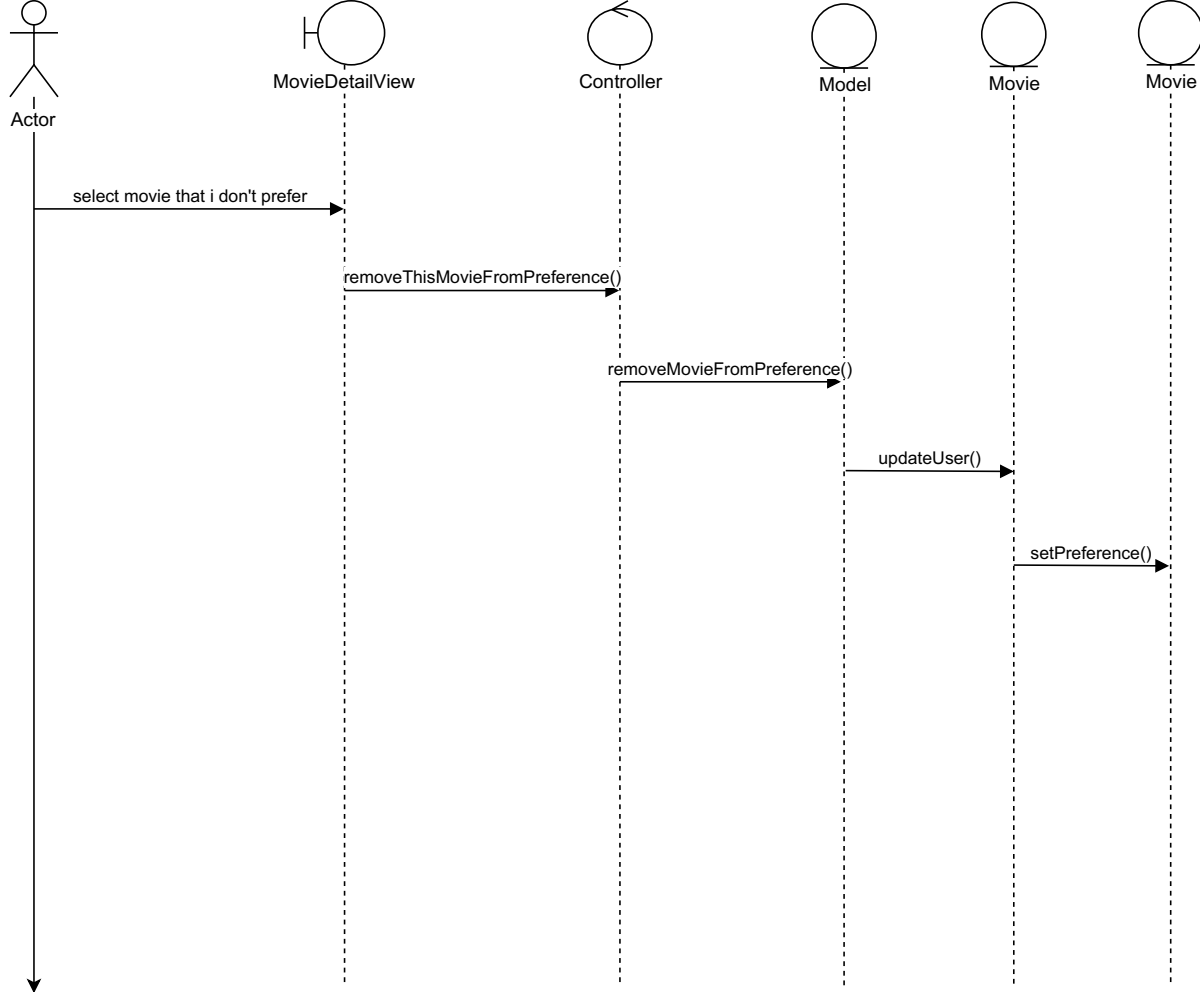 MovieDetailView
Controller
Model
Movie
Movie
Actor
select movie that i don't prefer
removeThisMovieFromPreference()
removeMovieFromPreference()
updateUser()
setPreference()